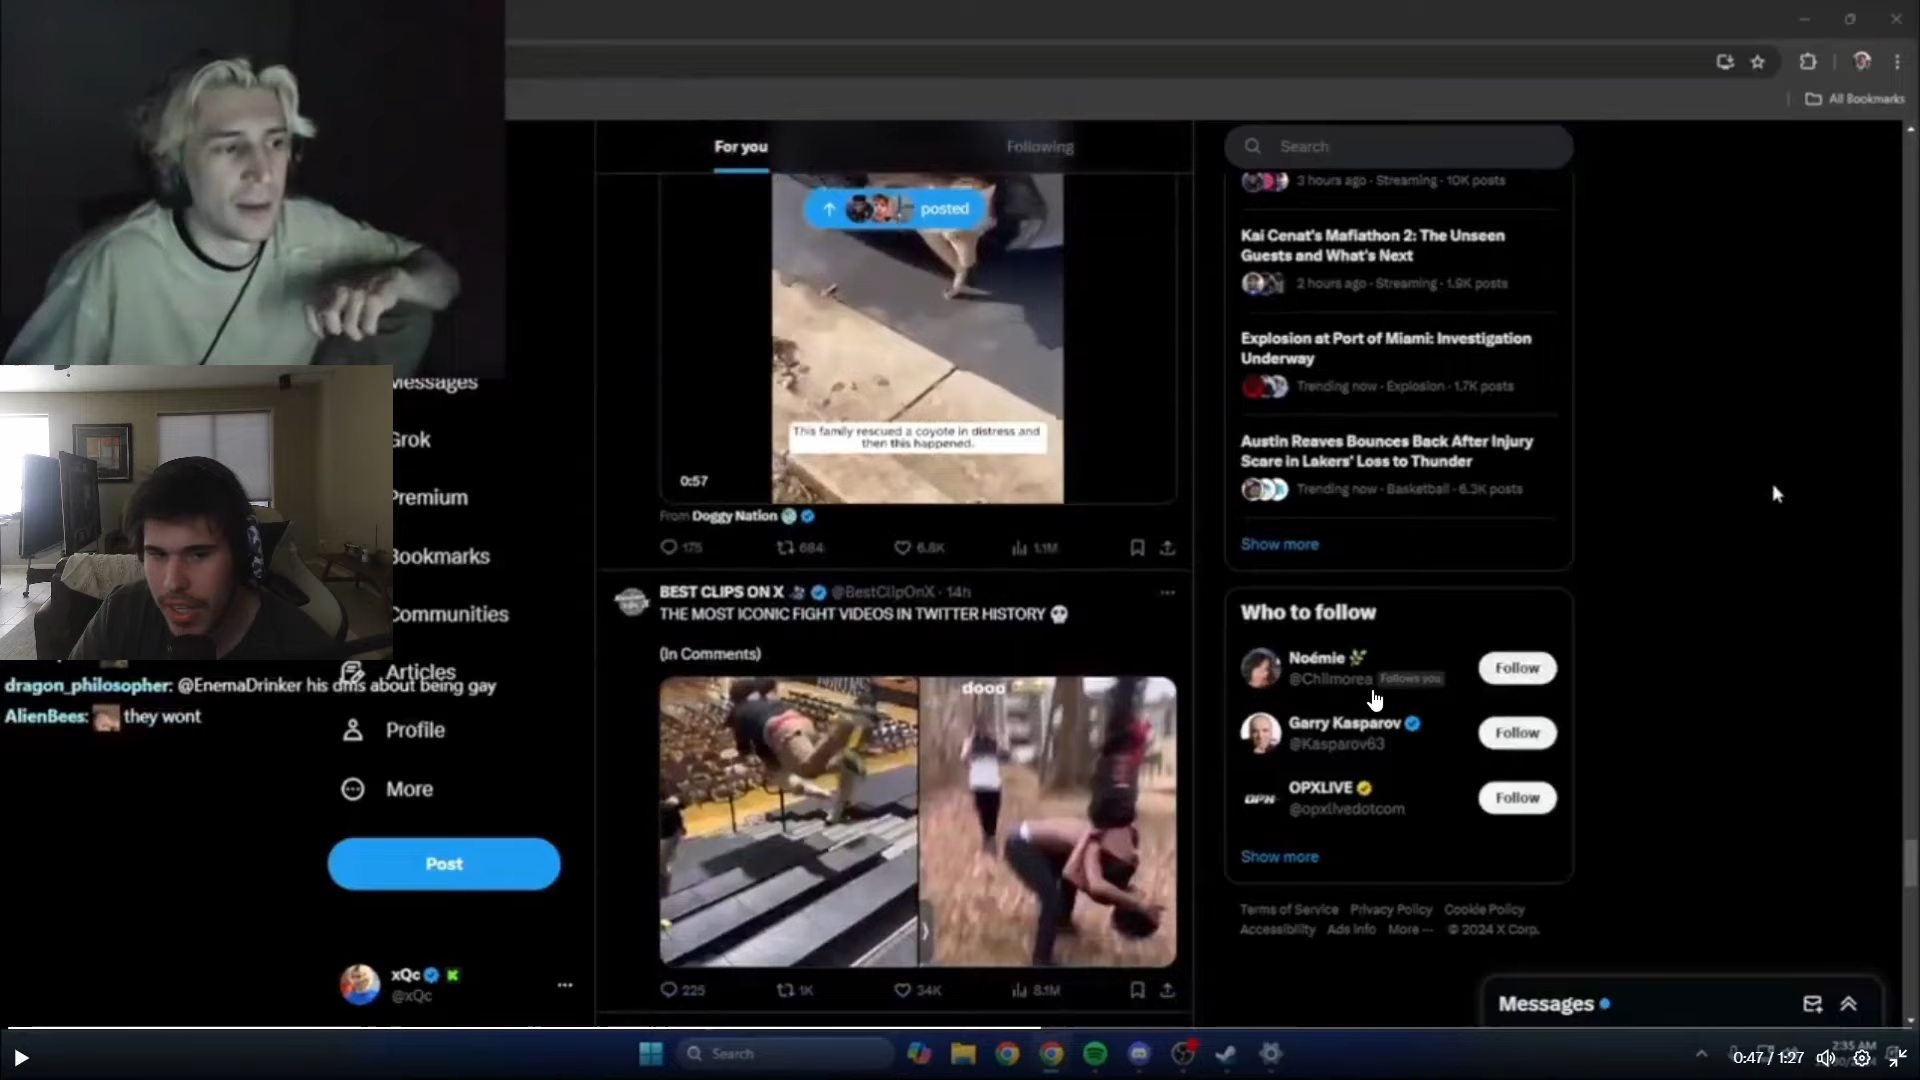 All Bookmarks
For you
Following
Search
posted
3 hours ago · Streaming · 10K posts
Kai Cenat's Mafiathon 2: The Unseen
Guests and What's Next
2 hours ago · Streaming · 1.9K posts
Explosion at Port of Miami: Investigation
Underway
Trending now · Explosion · 1.7K posts
Austin Reaves Bounces Back After Injury
Scare in Lakers' Loss to Thunder
Trending now · Basketball · 6.3K posts
Show more
This family rescued a coyote in distress and
then this happened.
0:57
From Doggy Nation
175
684
6.8K
1.1M
Messages
Grok
Premium
Bookmarks
Communities
Articles
Profile
More
Post
xQc
@xQc
dragon_philosopher: @EnemaDrinker his dms about being gay
AlienBees: they wont
BEST CLIPS ON X @BestClipOnX · 14h
THE MOST ICONIC FIGHT VIDEOS IN TWITTER HISTORY
(In Comments)
dooo
225
1K
34K
8.1M
Who to follow
Noémie
@Chilmorea Follows you
Follow
Garry Kasparov
@Kasparov63
Follow
OPXLIVE
@opxlivedotcom
Follow
Show more
Terms of Service Privacy Policy Cookie Policy
Accessibility Ads info More ··· © 2024 X Corp.
Messages
Search
2:35 AM
0:47 / 1:27